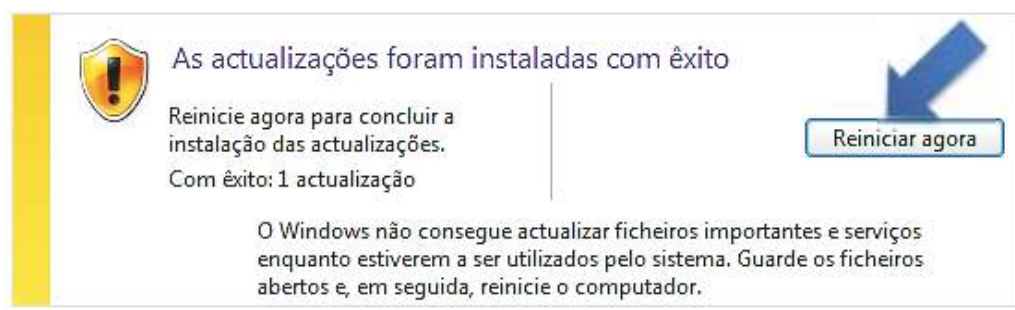 As actualizações foram instaladas com êxito
Reinicie agora para concluir a
instalação das actualizações.
Com êxito: 1 actualização
Reiniciar agora
O Windows não consegue actualizar ficheiros importantes e serviços
enquanto estiverem a ser utilizados pelo sistema. Guarde os ficheiros
abertos e, em seguida, reinicie o computador.